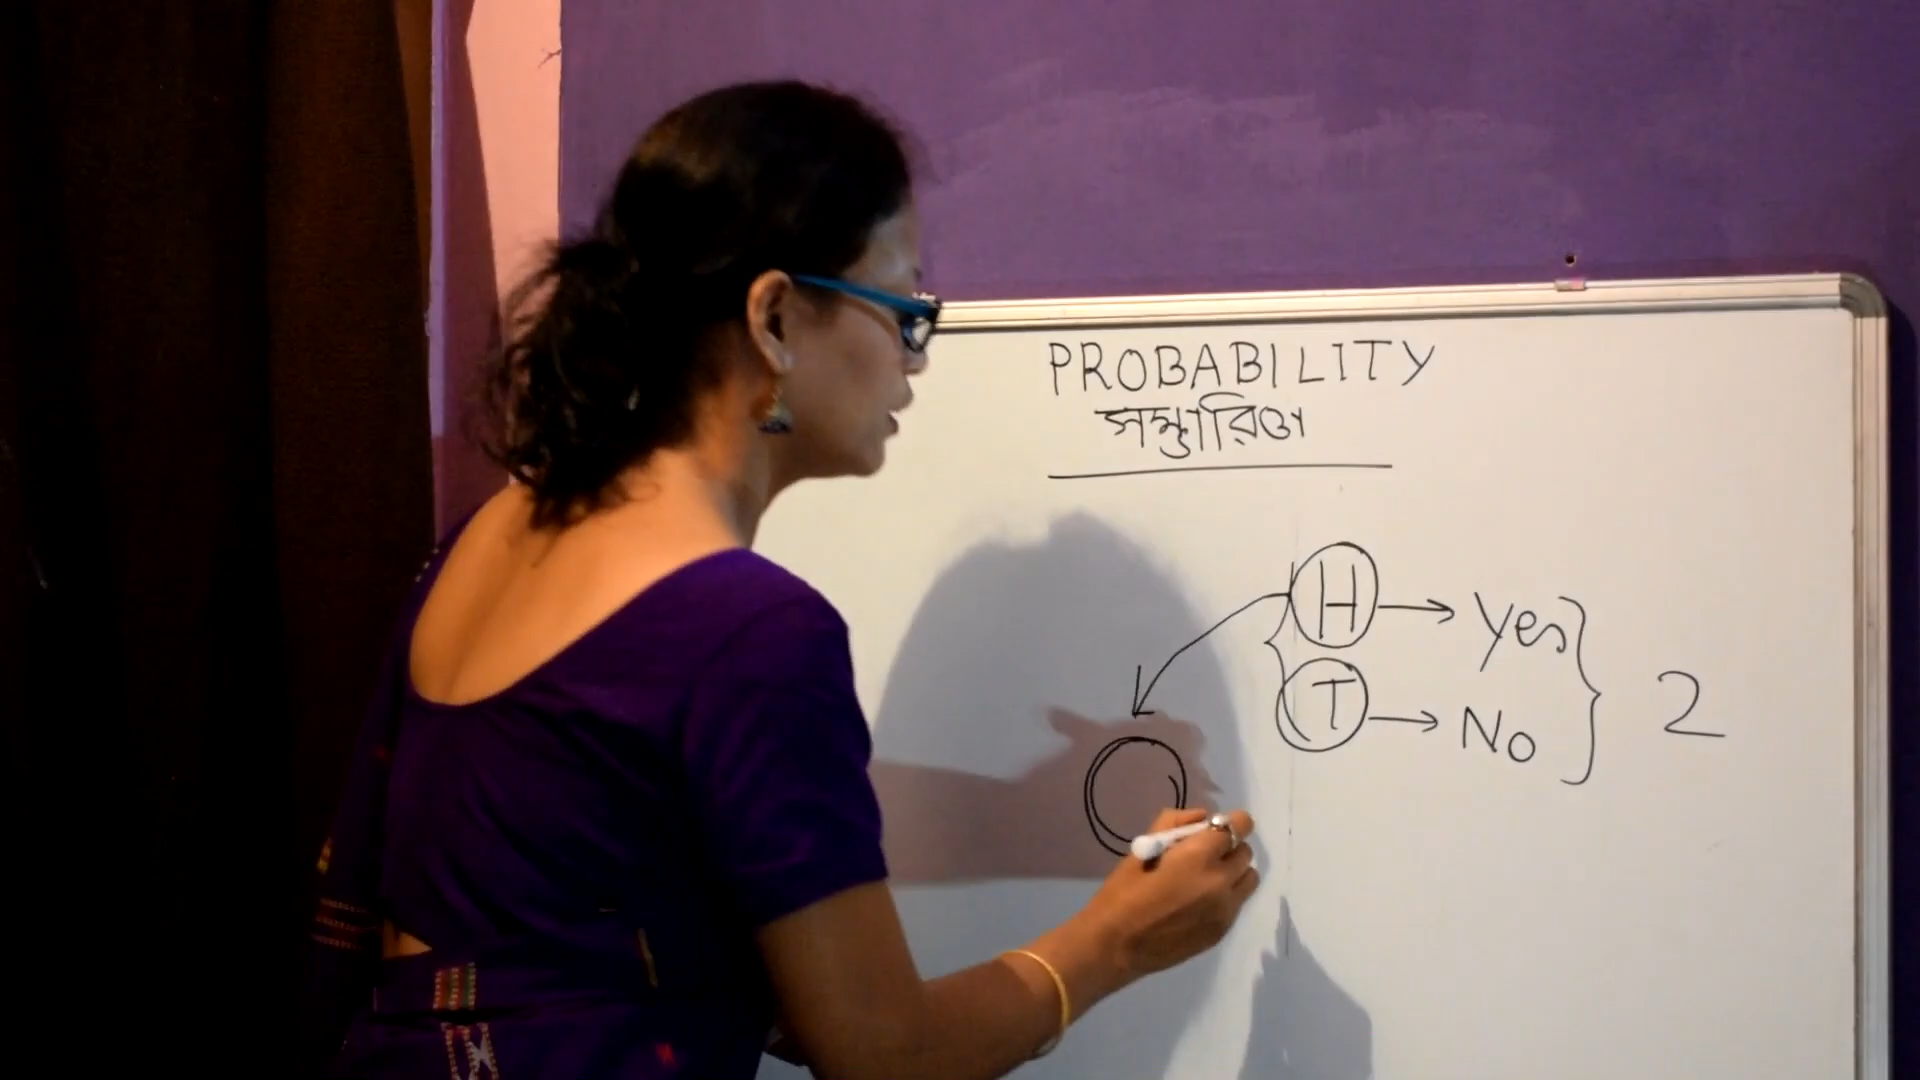 PROBABILITY
সম্ভাৱিতা
H → Yes
T → No
2